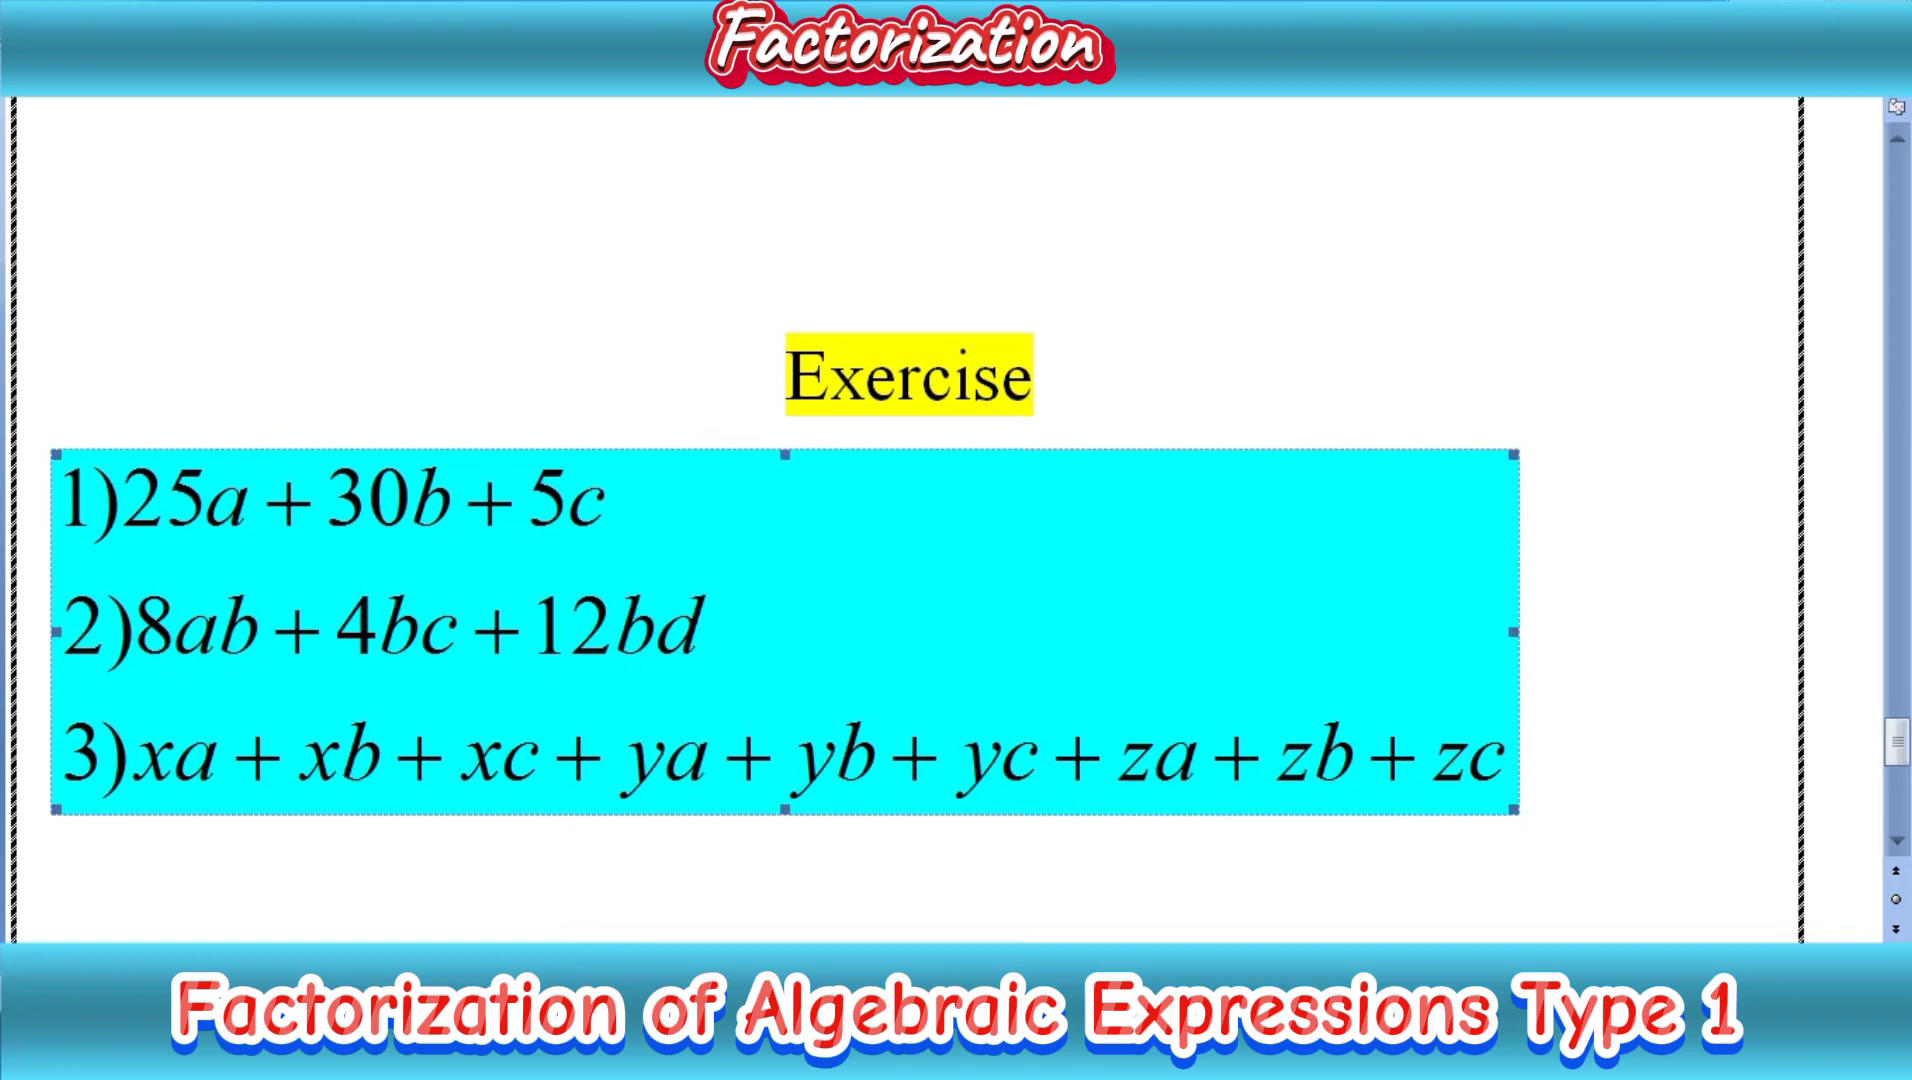 Factorization
Exercise
1)25a + 30b + 5c
2)8ab + 4bc + 12bd
3)xa + xb + xc + ya + yb + yc + za + zb + zc
Factorization of Algebraic Expressions Type 1